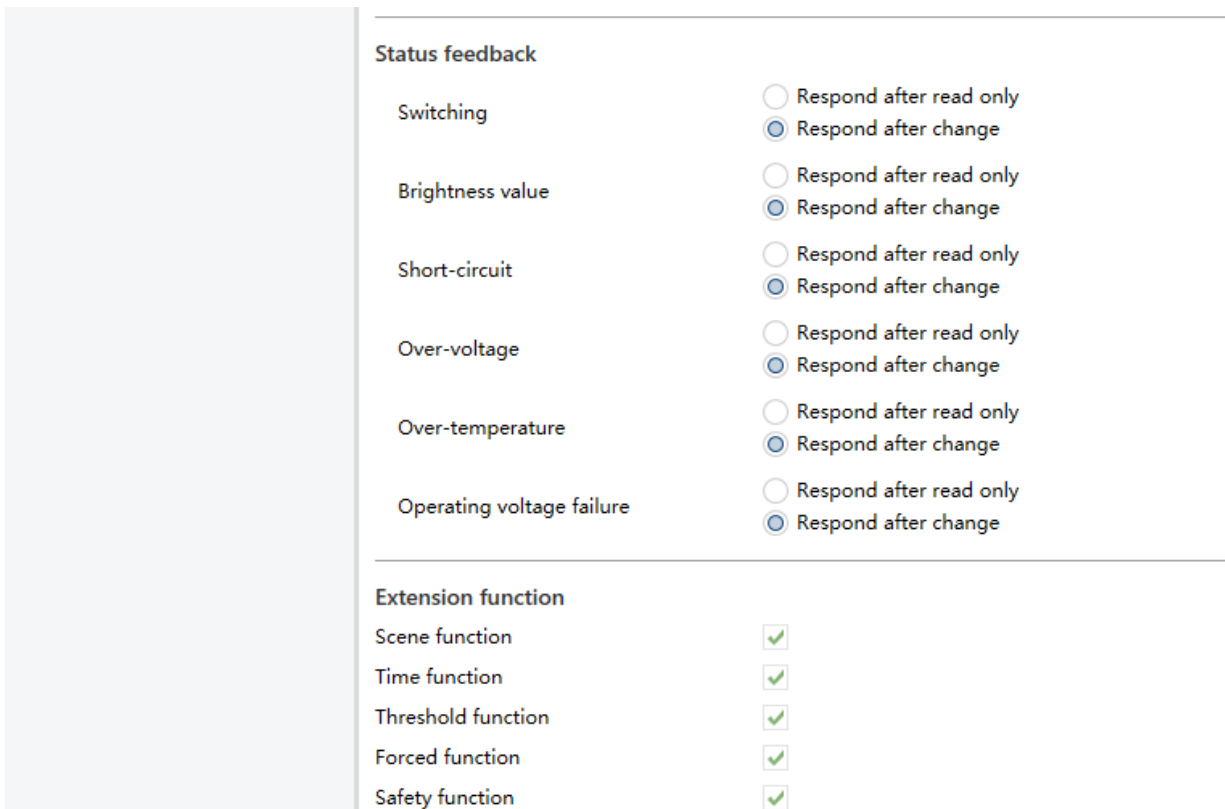 Status feedback
Switching
Respond after read only
Respond after change
Brightness value
Respond after read only
Respond after change
Short-circuit
Respond after read only
Respond after change
Over-voltage
Respond after read only
Respond after change
Over-temperature
Respond after read only
Respond after change
Operating voltage failure
Respond after read only
Respond after change
Extension function
Scene function
Time function
Threshold function
Forced function
Safety function